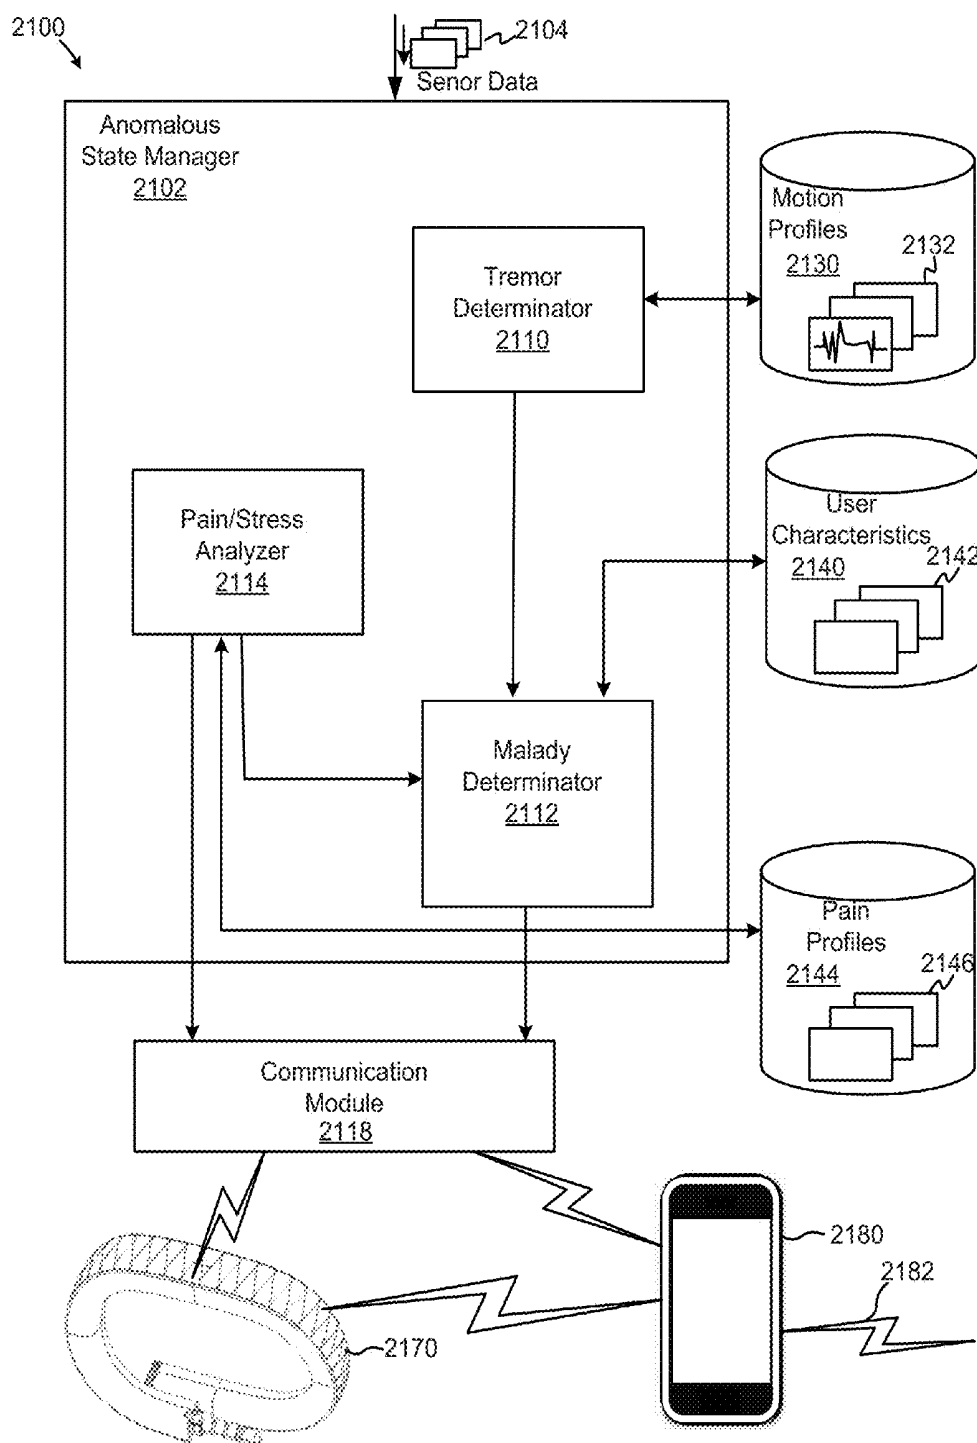 2100
2104
Senor Data
Anomalous
State Manager
2102
Motion
Profiles
2130
2132
Tremor
Determinator
2110
User
Characteristics
2140
2142
Pain/Stress
Analyzer
2114
Malady
Determinator
2112
Pain
Profiles
2144
2146
Communication
Module
2118
2180
2182
2170